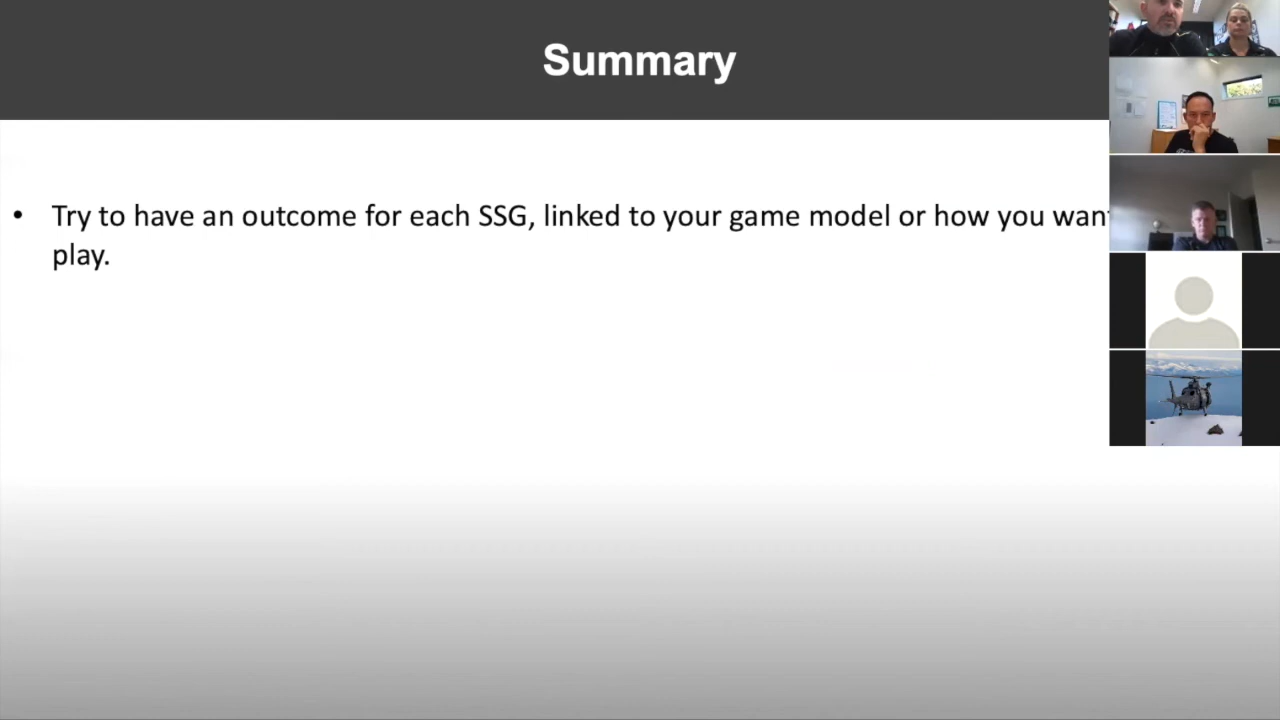 Summary
• Try to have an outcome for each SSG, linked to your game model or how you want
play.